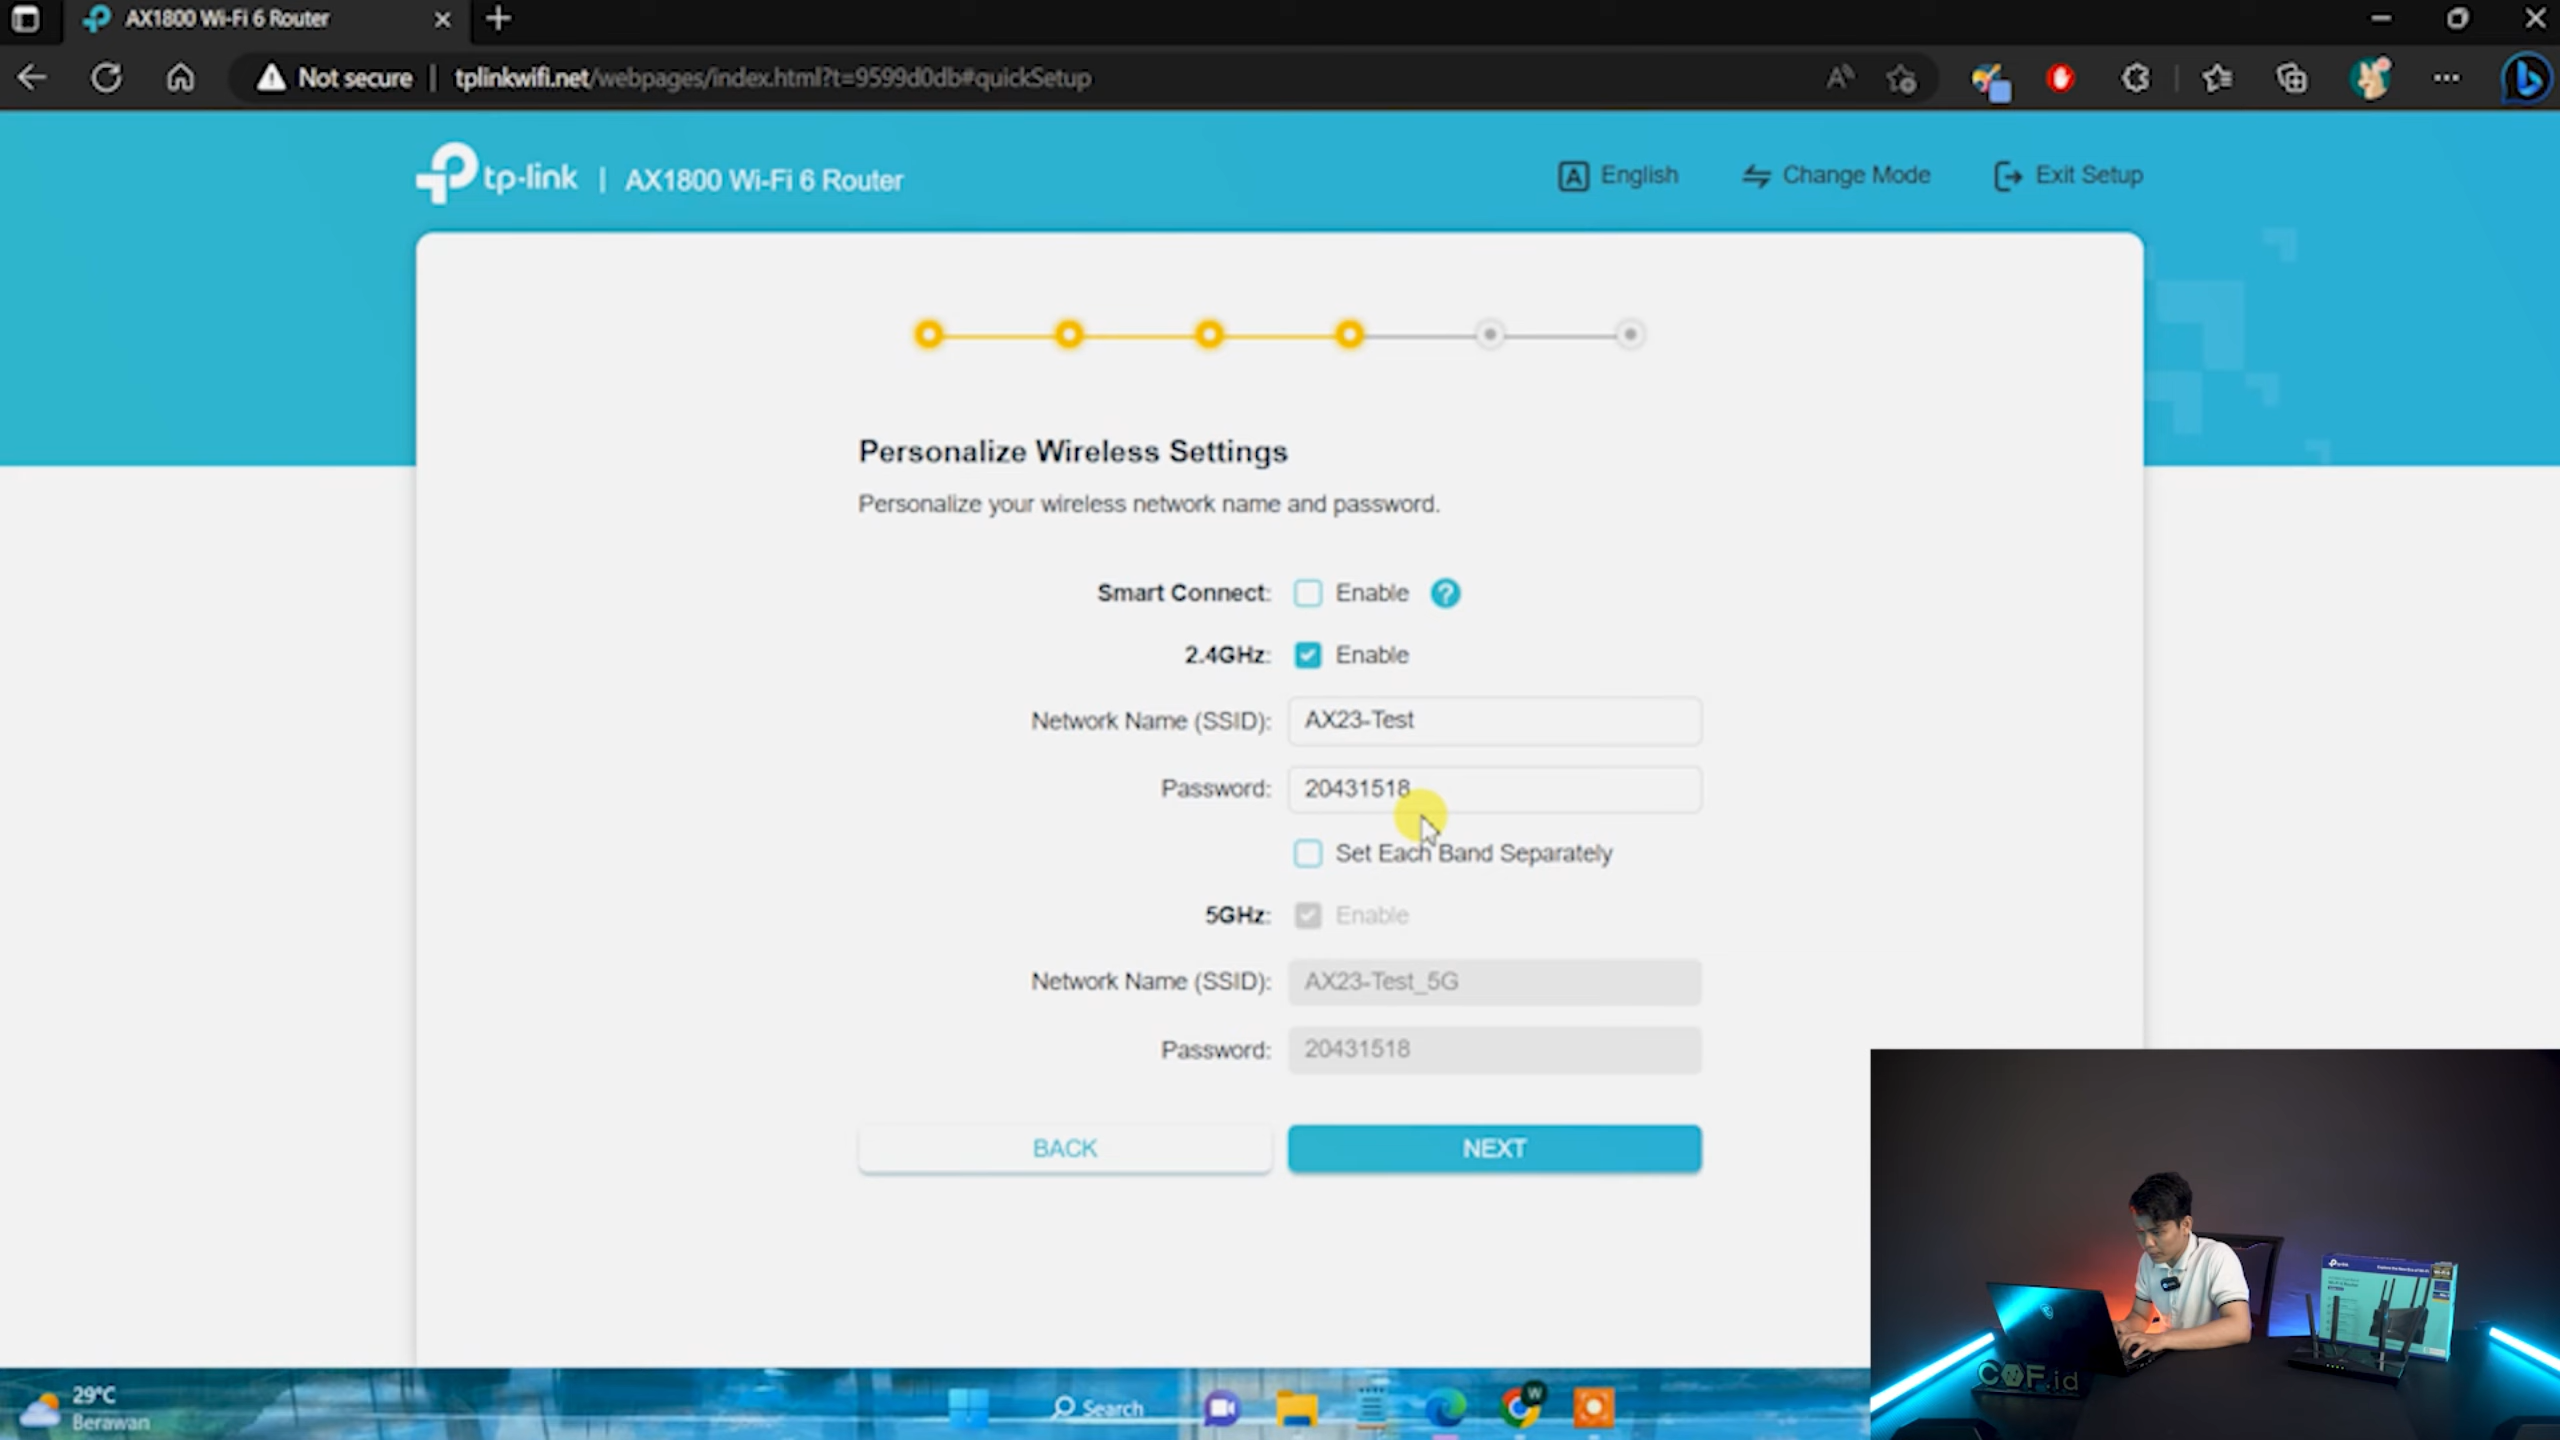 AX1800 Wi-Fi 6 Router
Not secure | tplinkwifi.net/webpages/index.html?t=9599d0db#quickSetup
tp-link | AX1800 Wi-Fi 6 Router
English
Change Mode
Exit Setup
Personalize Wireless Settings
Personalize your wireless network name and password.
Smart Connect: Enable ?
2.4GHz: Enable
Network Name (SSID): AX23-Test
Password: 20431518
Set Each Band Separately
5GHz: Enable
Network Name (SSID): AX23-Test_5G
Password: 20431518
BACK
NEXT
COF.id
29°C
Berawan
Search
W